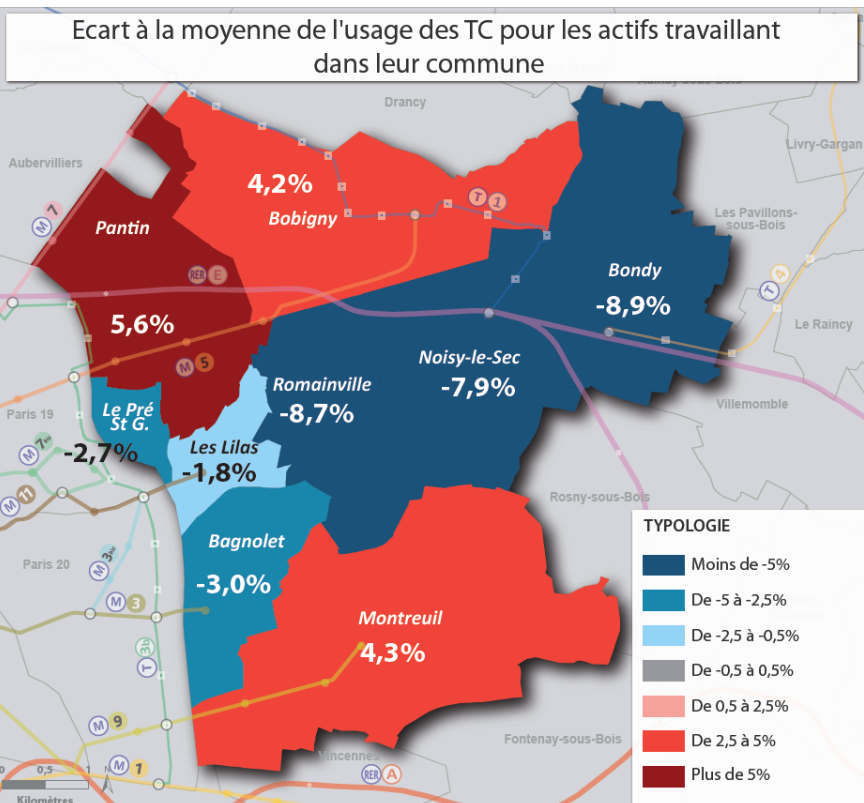 Ecart à la moyenne de l'usage des TC pour les actifs travaillant
dans leur commune
Drancy
Livry-Gargan
Aubervilliers
4,2%
Bobigny
T 1
M 7
Pantin
Les Pavillons-
sous-Bois
RER E
Bondy
-8,9%
T 4
5,6%
Le Raincy
M 5
Noisy-le-Sec
-7,9%
Romainville
-8,7%
Villemomble
Paris 19
Le Pré
St G.
-2,7%
M 7bis
Les Lilas
-1,8%
M 11
Rosny-sous-Bois
Bagnolet
-3,0%
Paris 20
M 3bis
M 3
Montreuil
4,3%
T 3b
M 9
M 1
Vincennes
RER A
Fontenay-sous-Bois
TYPOLOGIE
Moins de -5%
De -5 à -2,5%
De -2,5 à -0,5%
De -0,5 à 0,5%
De 0,5 à 2,5%
De 2,5 à 5%
Plus de 5%
0 0,5 1
N
Kilomètres